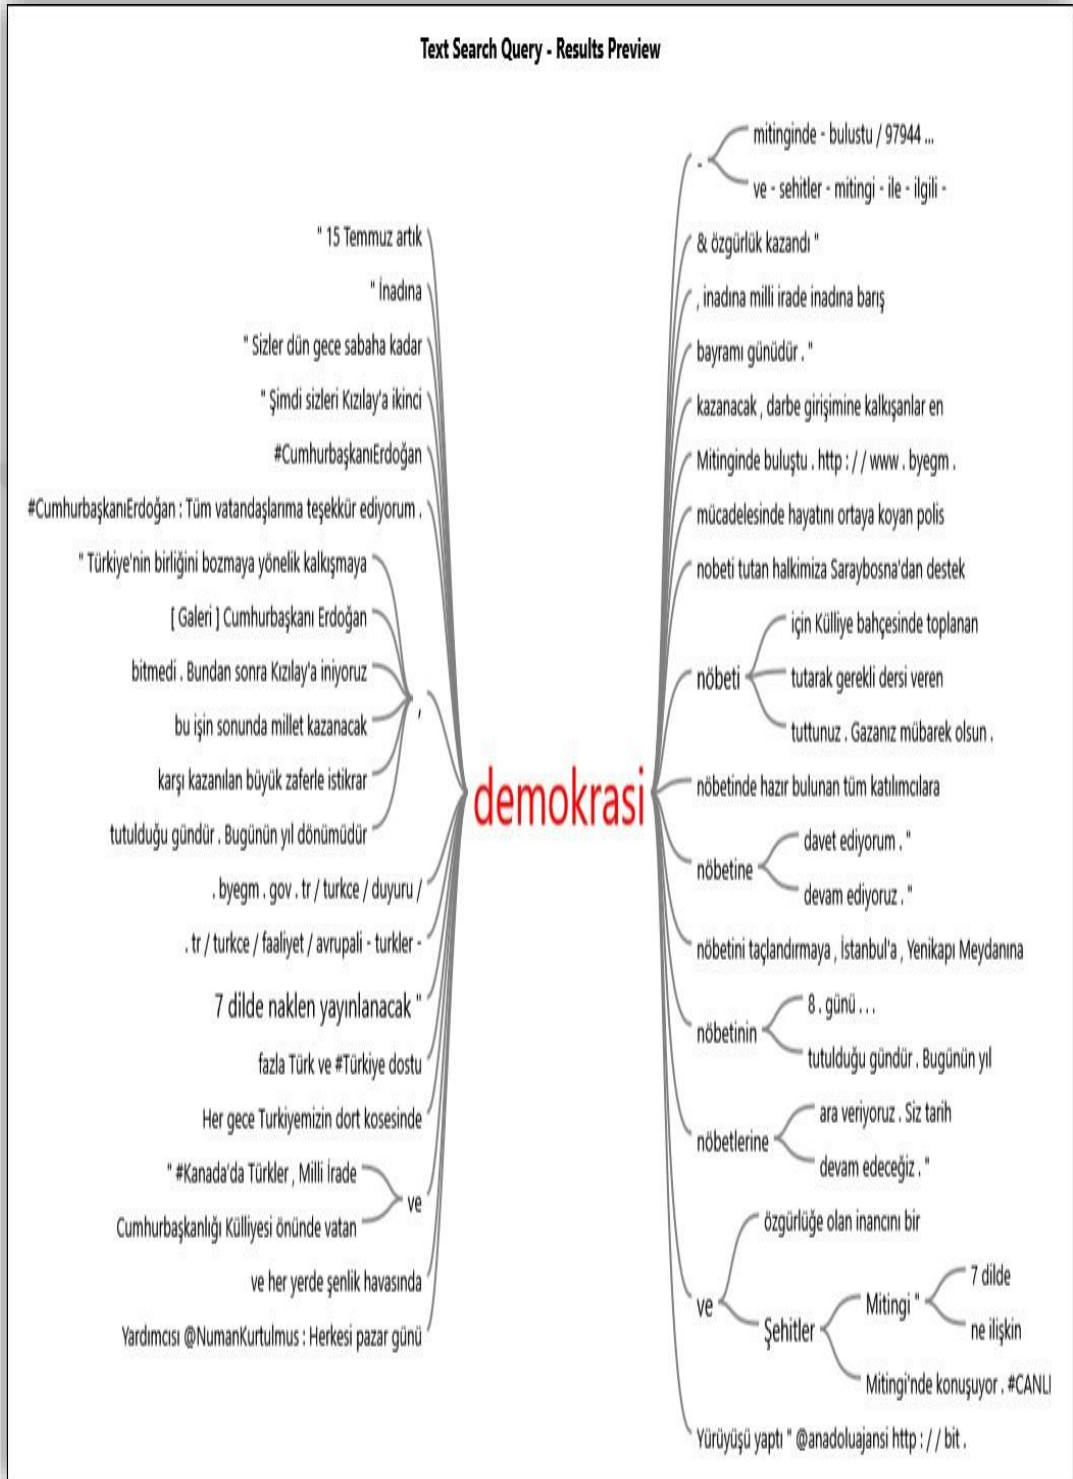 Text Search Query - Results Preview
" 15 Temmuz artık
" İnadına
" Sizler dün gece sabaha kadar
" Şimdi sizleri Kızılay'a ikinci
#CumhurbaşkanıErdoğan
#CumhurbaşkanıErdoğan : Tüm vatandaşlarıma teşekkür ediyorum .
" Türkiye'nin birliğini bozmaya yönelik kalkışmaya
[ Galeri ] Cumhurbaşkanı Erdoğan
bitmedi . Bundan sonra Kızılay'a iniyoruz
bu işin sonunda millet kazanacak
karşı kazanılan büyük zaferle istikrar
tutulduğu gündür . Bugünün yıl dönümüdür
,
. byegm . gov . tr / turkce / duyuru /
. tr / turkce / faaliyet / avrupali - turkler -
7 dilde naklen yayınlanacak "
fazla Türk ve #Türkiye dostu
Her gece Turkiyemizin dort kosesinde
" #Kanada'da Türkler , Milli İrade
Cumhurbaşkanlığı Külliyesi önünde vatan
ve
ve her yerde şenlik havasında
Yardımcısı @NumanKurtulmus : Herkesi pazar günü
demokrasi
-
mitinginde - bulustu / 97944 ...
ve - sehitler - mitingi - ile - ilgili -
& özgürlük kazandı "
, inadına milli irade inadına barış
bayramı günüdür . "
kazanacak , darbe girişimine kalkışanlar en
Mitinginde buluştu . http : / / www . byegm .
mücadelesinde hayatını ortaya koyan polis
nobeti tutan halkimiza Saraybosna'dan destek
nöbeti
için Külliye bahçesinde toplanan
tutarak gerekli dersi veren
tuttunuz . Gazanız mübarek olsun .
nöbetinde hazır bulunan tüm katılımcılara
nöbetine
davet ediyorum . "
devam ediyoruz . "
nöbetini taçlandırmaya , İstanbul'a , Yenikapı Meydanına
nöbetinin
8 . günü . . .
tutulduğu gündür . Bugünün yıl
nöbetlerine
ara veriyoruz . Siz tarih
devam edeceğiz . "
ve
özgürlüğe olan inancını bir
Şehitler
Mitingi "
7 dilde
ne ilişkin
Mitingi'nde konuşuyor . #CANLI
Yürüyüşü yaptı " @anadoluajansi http : / / bit .